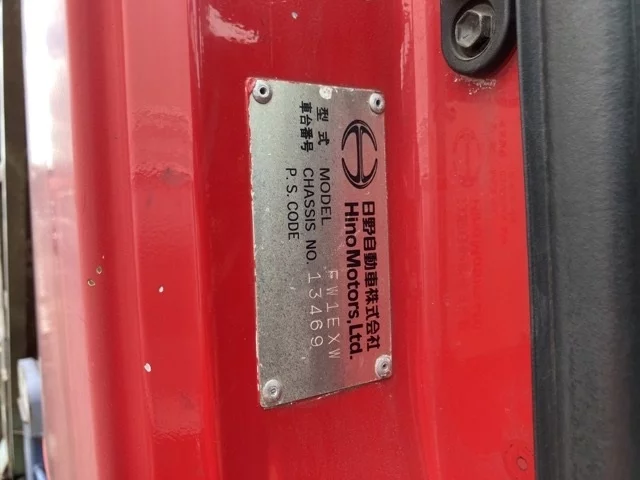 日野自動車株式会社
Hino Motors, Ltd.
型式 MODEL FW1EXW
車台番号 CHASSIS NO. 13469
P.S.CODE